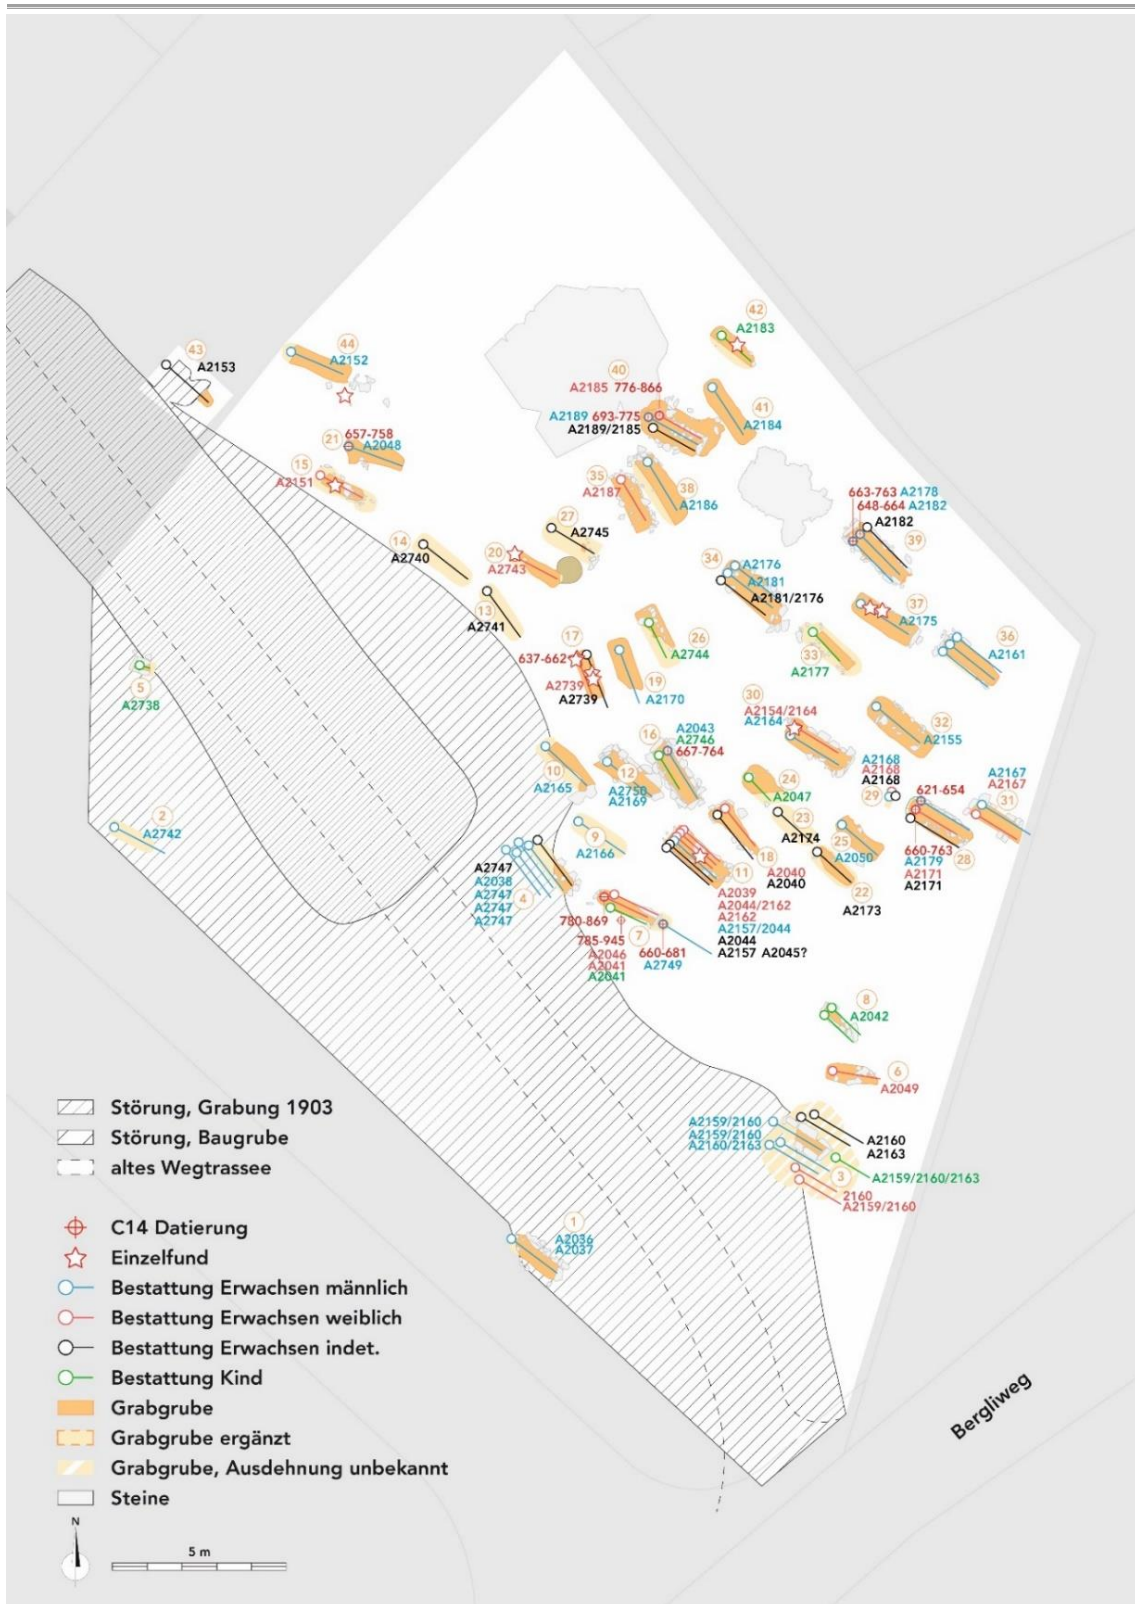 42
A2183
43
A2153
44
A2152
40
A2185 776-866
A2189 693-775
A2189/2185
41
A2184
657-758
21
A2048
15
A2151
35
A2187
38
A2186
663-763 A2178
648-664 A2182
A2182
39
27
A2745
14
A2740
20
A2743
34
A2176
A2181
A2181/2176
13
A2741
37
A2175
17
637-662
A2739
A2739
26
A2744
36
A2161
33
A2177
5
A2738
19
A2170
30
A2154/2164
A2164
32
A2155
16
A2043
A2746
667-764
10
A2165
12
A2750
A2169
24
A2047
A2168
A2168
A2168
29
621-654
A2167
A2167
31
2
A2742
9
A2166
23
A2174
25
A2050
660-763
A2179
A2171
A2171
28
18
A2040
A2040
22
A2173
A2747
A2038
A2747
A2747
A2747
4
11
A2039
A2044/2162
A2162
A2157/2044
A2044
A2157 A2045?
780-869
785-945
A2046
A2041
A2041
7
660-681
A2749
8
A2042
6
A2049
A2159/2160
A2159/2160
A2160/2163
A2160
A2163
3
A2159/2160/2163
2160
A2159/2160
1
A2036
A2037
Störung, Grabung 1903
Störung, Baugrube
altes Wegtrassee
C14 Datierung
Einzelfund
Bestattung Erwachsen männlich
Bestattung Erwachsen weiblich
Bestattung Erwachsen indet.
Bestattung Kind
Grabgrube
Grabgrube ergänzt
Grabgrube, Ausdehnung unbekannt
Steine
Bergliweg
N
5 m